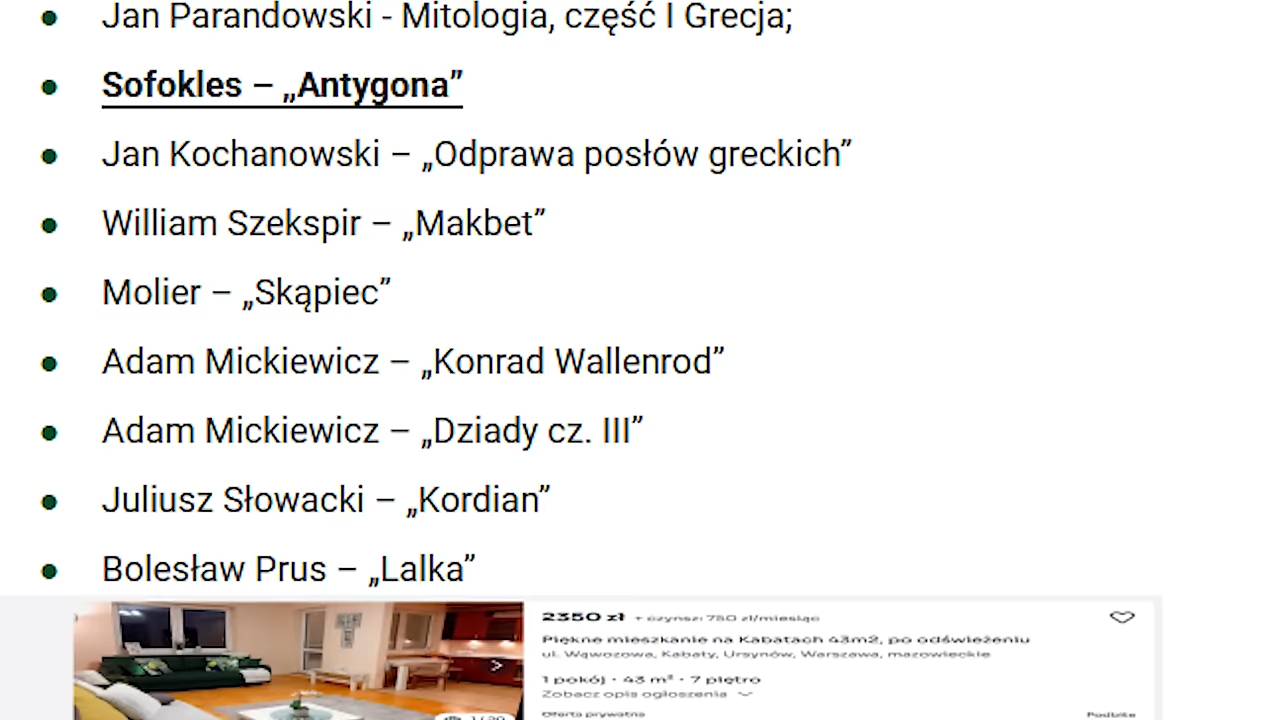 Jan Parandowski - Mitologia, część I Grecja;
Sofokles – „Antygona”
Jan Kochanowski – „Odprawa posłów greckich”
William Szekspir – „Makbet”
Molier – „Skąpiec”
Adam Mickiewicz – „Konrad Wallenrod”
Adam Mickiewicz – „Dziady cz. III”
Juliusz Słowacki – „Kordian”
Bolesław Prus – „Lalka”
2350 zł + czynsz: 750 zł/miesiąc
Piękne mieszkanie na Kabatach 43m2, po odświeżeniu
ul. Wąwozowa, Kabaty, Ursynów, Warszawa, mazowieckie
1 pokój · 43 m² · 7 piętro
Zobacz opis ogłoszenia
Oferta prywatna
Podbite